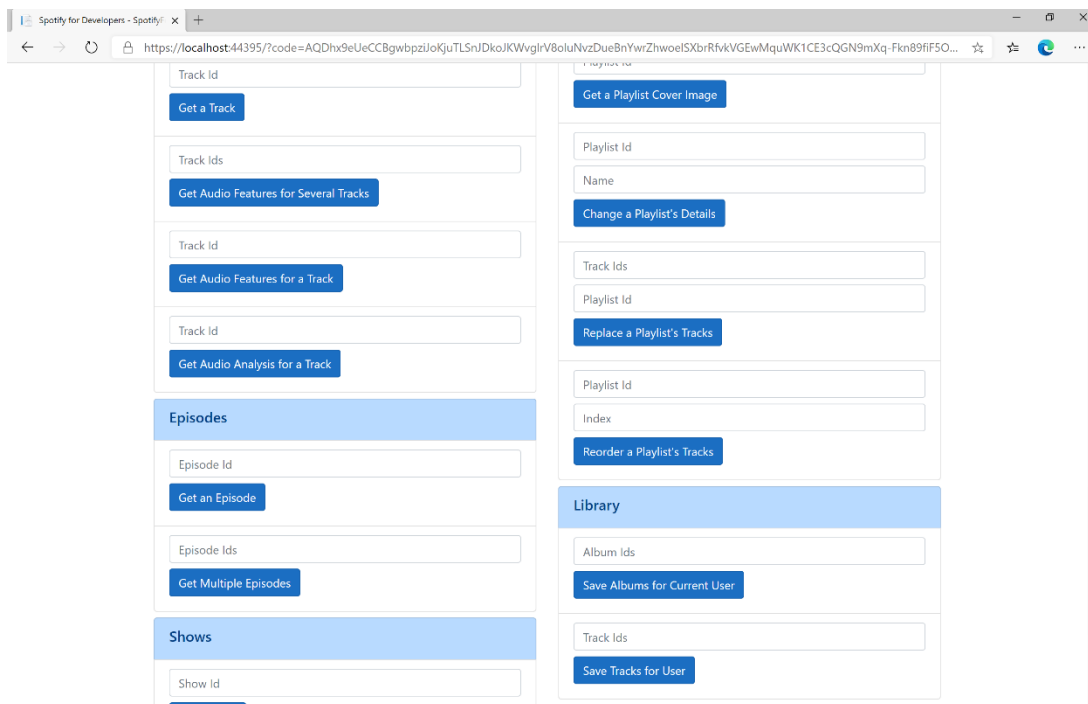 Spotify for Developers - Spotify
https://localhost:44395/?code=AQDhx9eUeCCBgwbpziJoKjuTLSnJDkoJKWvglrV8oluNvzDueBnYwrZhwoelSXbrRfvkVGEwMquWK1CE3cQGN9mXq-Fkn89fiF5O...
Track Id
Get a Track
Track Ids
Get Audio Features for Several Tracks
Track Id
Get Audio Features for a Track
Track Id
Get Audio Analysis for a Track
Episodes
Episode Id
Get an Episode
Episode Ids
Get Multiple Episodes
Shows
Show Id
Playlist Id
Get a Playlist Cover Image
Playlist Id
Name
Change a Playlist's Details
Track Ids
Playlist Id
Replace a Playlist's Tracks
Playlist Id
Index
Reorder a Playlist's Tracks
Library
Album Ids
Save Albums for Current User
Track Ids
Save Tracks for User